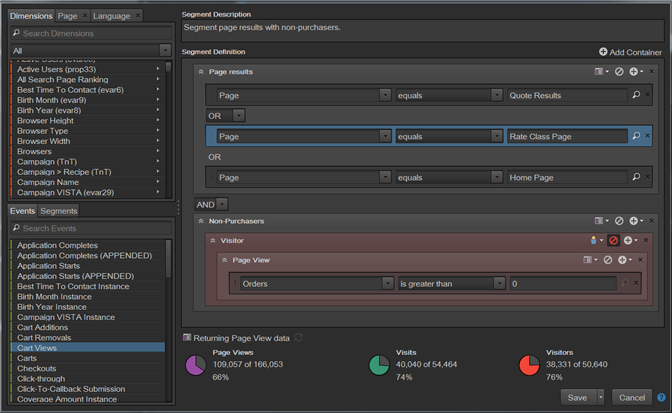 Dimensions Page × Language ×
Search Dimensions
All
Active Users (prop33)
All Search Page Ranking
Best Time To Contact (evar6)
Birth Month (evar9)
Birth Year (evar8)
Browser Height
Browser Type
Browser Width
Browsers
Campaign (TnT)
Campaign > Recipe (TnT)
Campaign Name
Campaign VISTA (evar29)
Events Segments
Search Events
Application Completes
Application Completes (APPENDED)
Application Starts
Application Starts (APPENDED)
Best Time To Contact Instance
Birth Month Instance
Birth Year Instance
Campaign VISTA Instance
Cart Additions
Cart Removals
Cart Views
Carts
Checkouts
Click-through
Click-To-Callback Submission
Coverage Amount Instance
Segment Description
Segment page results with non-purchasers.
Segment Definition
Add Container
Page results
Page equals Quote Results
OR
Page equals Rate Class Page
OR
Page equals Home Page
AND
Non-Purchasers
Visitor
Page View
Orders is greater than 0
Returning Page View data
Page Views
109,057 of 166,053
66%
Visits
40,040 of 54,464
74%
Visitors
38,331 of 50,640
76%
Save Cancel ?